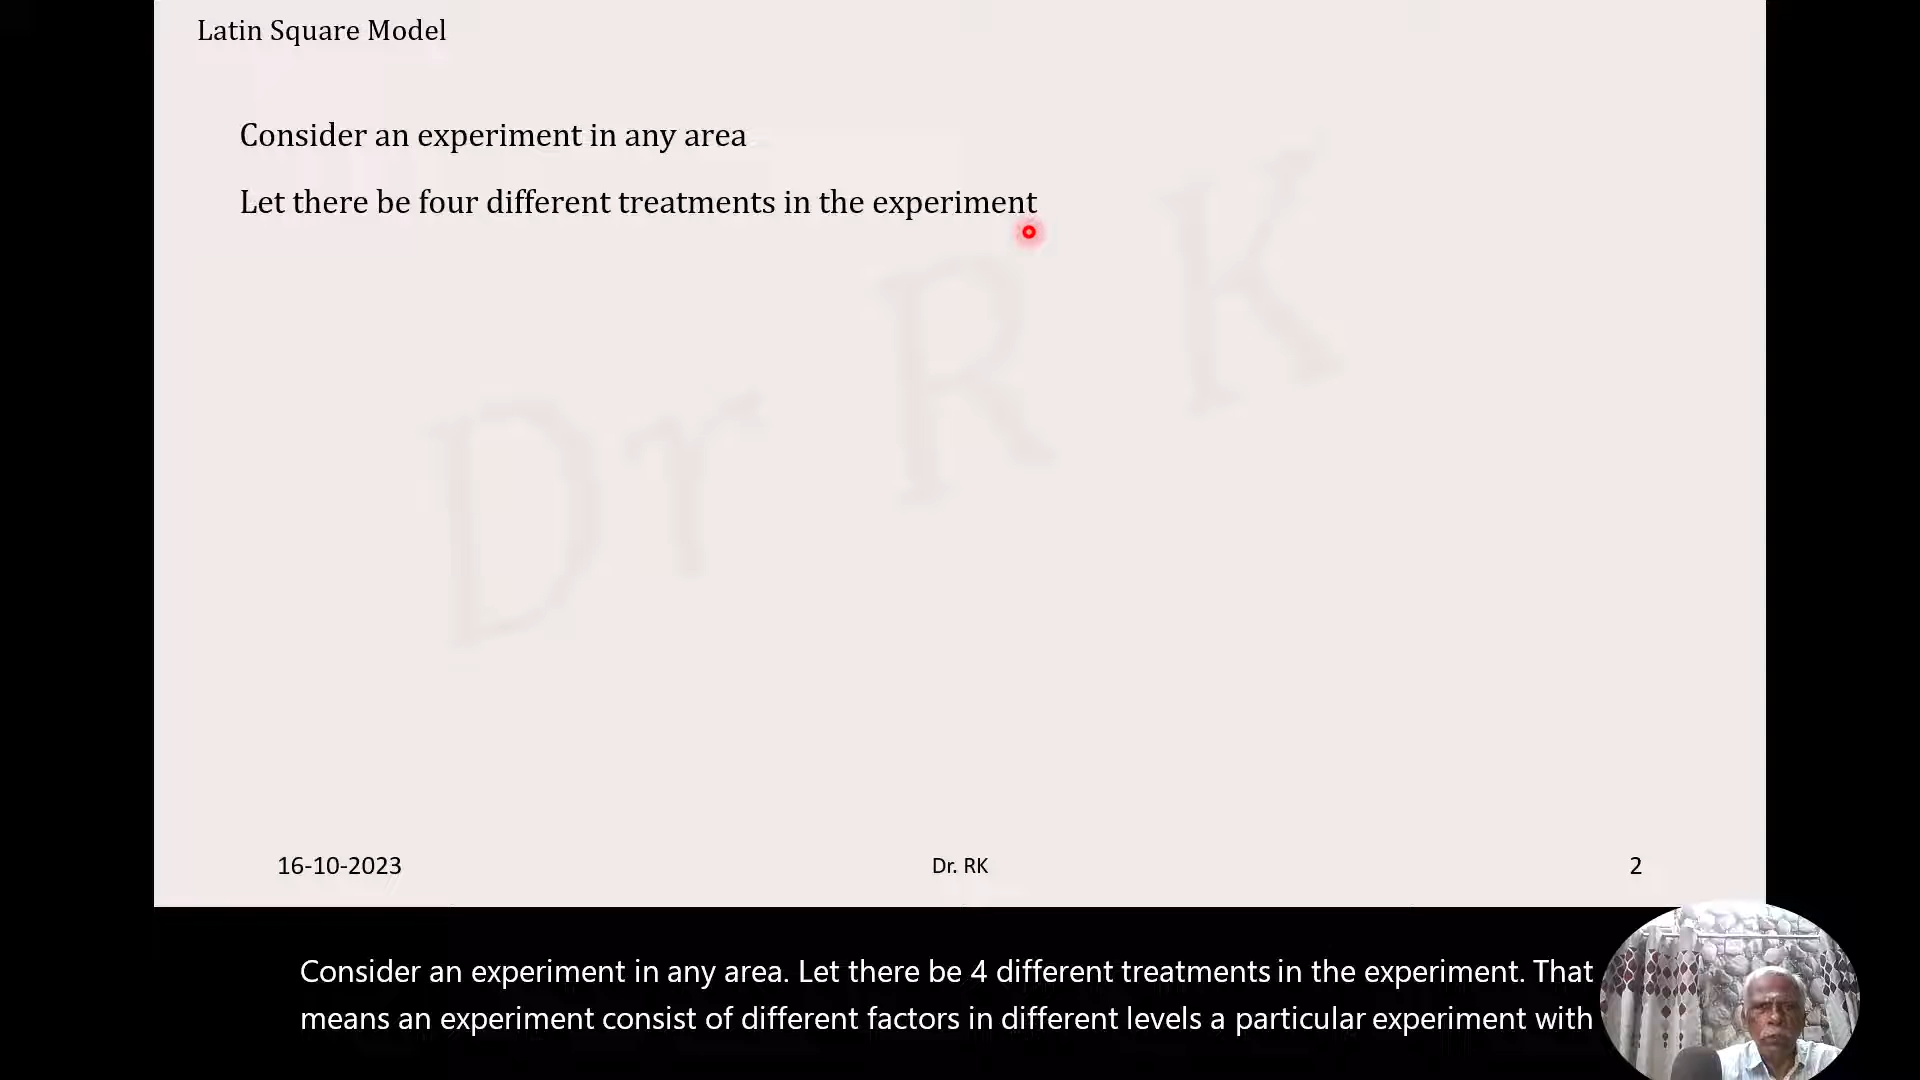 Latin Square Model
Consider an experiment in any area
Let there be four different treatments in the experiment
Dr R K
16-10-2023
Dr. RK
2
Consider an experiment in any area. Let there be 4 different treatments in the experiment. That
means an experiment consist of different factors in different levels a particular experiment with